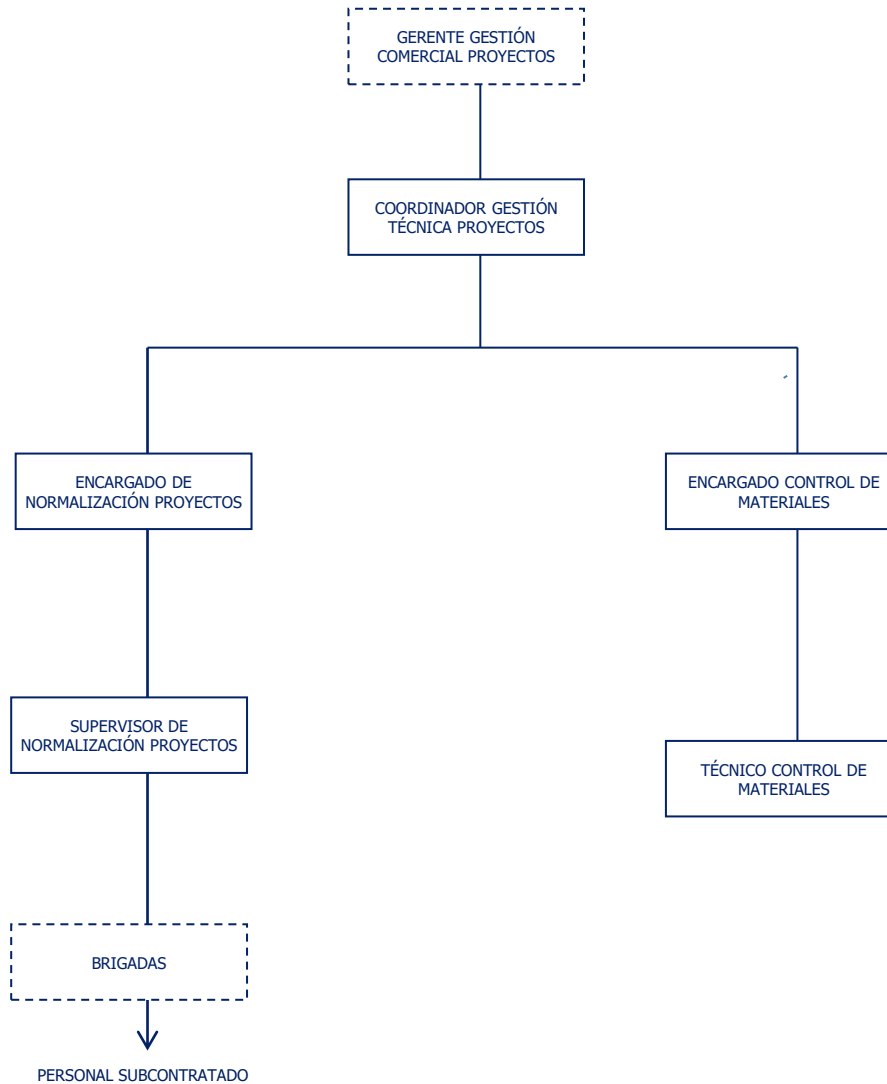 GERENTE GESTIÓN
COMERCIAL PROYECTOS
COORDINADOR GESTIÓN
TÉCNICA PROYECTOS
ENCARGADO DE
NORMALIZACIÓN PROYECTOS
ENCARGADO CONTROL DE
MATERIALES
SUPERVISOR DE
NORMALIZACIÓN PROYECTOS
TÉCNICO CONTROL DE
MATERIALES
BRIGADAS
PERSONAL SUBCONTRATADO